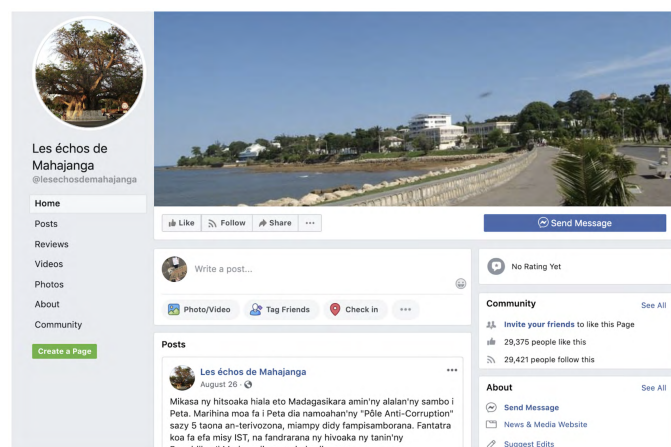 Les échos de
Mahajanga
@lesechosdemahajanga
Home
Posts
Reviews
Videos
Photos
About
Community
Create a Page
Like
Follow
Share
Send Message
Write a post...
Photo/Video
Tag Friends
Check in
Posts
Les échos de Mahajanga
August 26
Mikasa ny hitsoaka hiala eto Madagasikara amin'ny alalan'ny sambo i
Peta. Marihina moa fa i Peta dia namoahan'ny "Pôle Anti-Corruption"
sazy 5 taona an-terivozona, miampy didy fampisamborana. Fantatra
koa fa efa misy IST, na fandrarana ny hivoaka ny tanin'ny
No Rating Yet
Community
See All
Invite your friends to like this Page
29,375 people like this
29,421 people follow this
About
See All
Send Message
News & Media Website
Suggest Edits